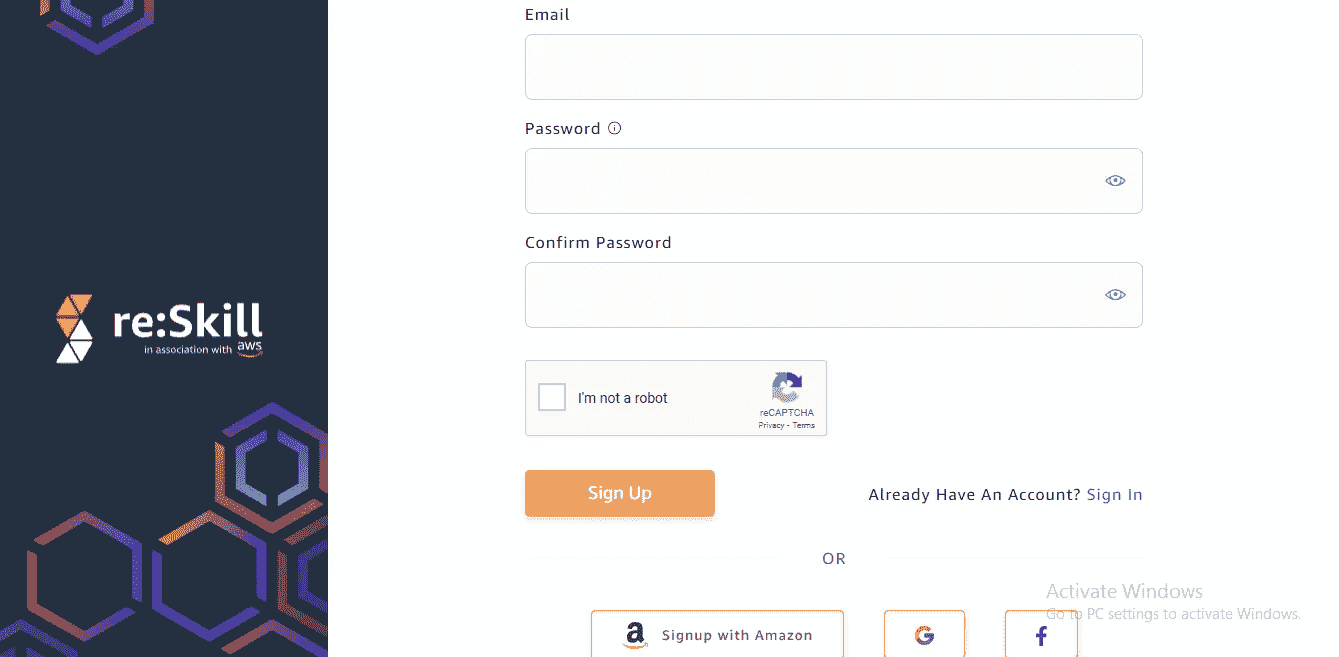 Email
Password
Confirm Password
re:Skill
in association with aws
I'm not a robot
reCAPTCHA
Privacy - Terms
Sign Up
Already Have An Account? Sign In
OR
Activate Windows
Go to PC settings to activate Windows.
a Signup with Amazon
G
f